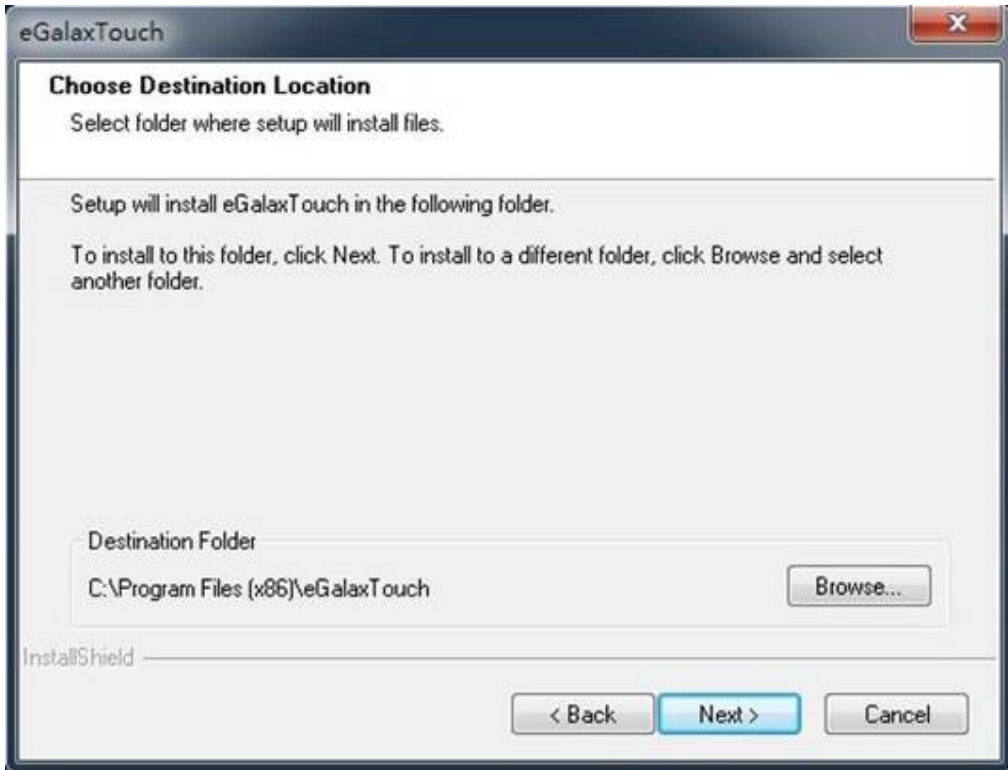 eGalaxTouch
Choose Destination Location
Select folder where setup will install files.
Setup will install eGalaxTouch in the following folder.
To install to this folder, click Next. To install to a different folder, click Browse and select
another folder.
Destination Folder
C:\Program Files (x86)\eGalaxTouch
Browse...
InstallShield
< Back
Next >
Cancel